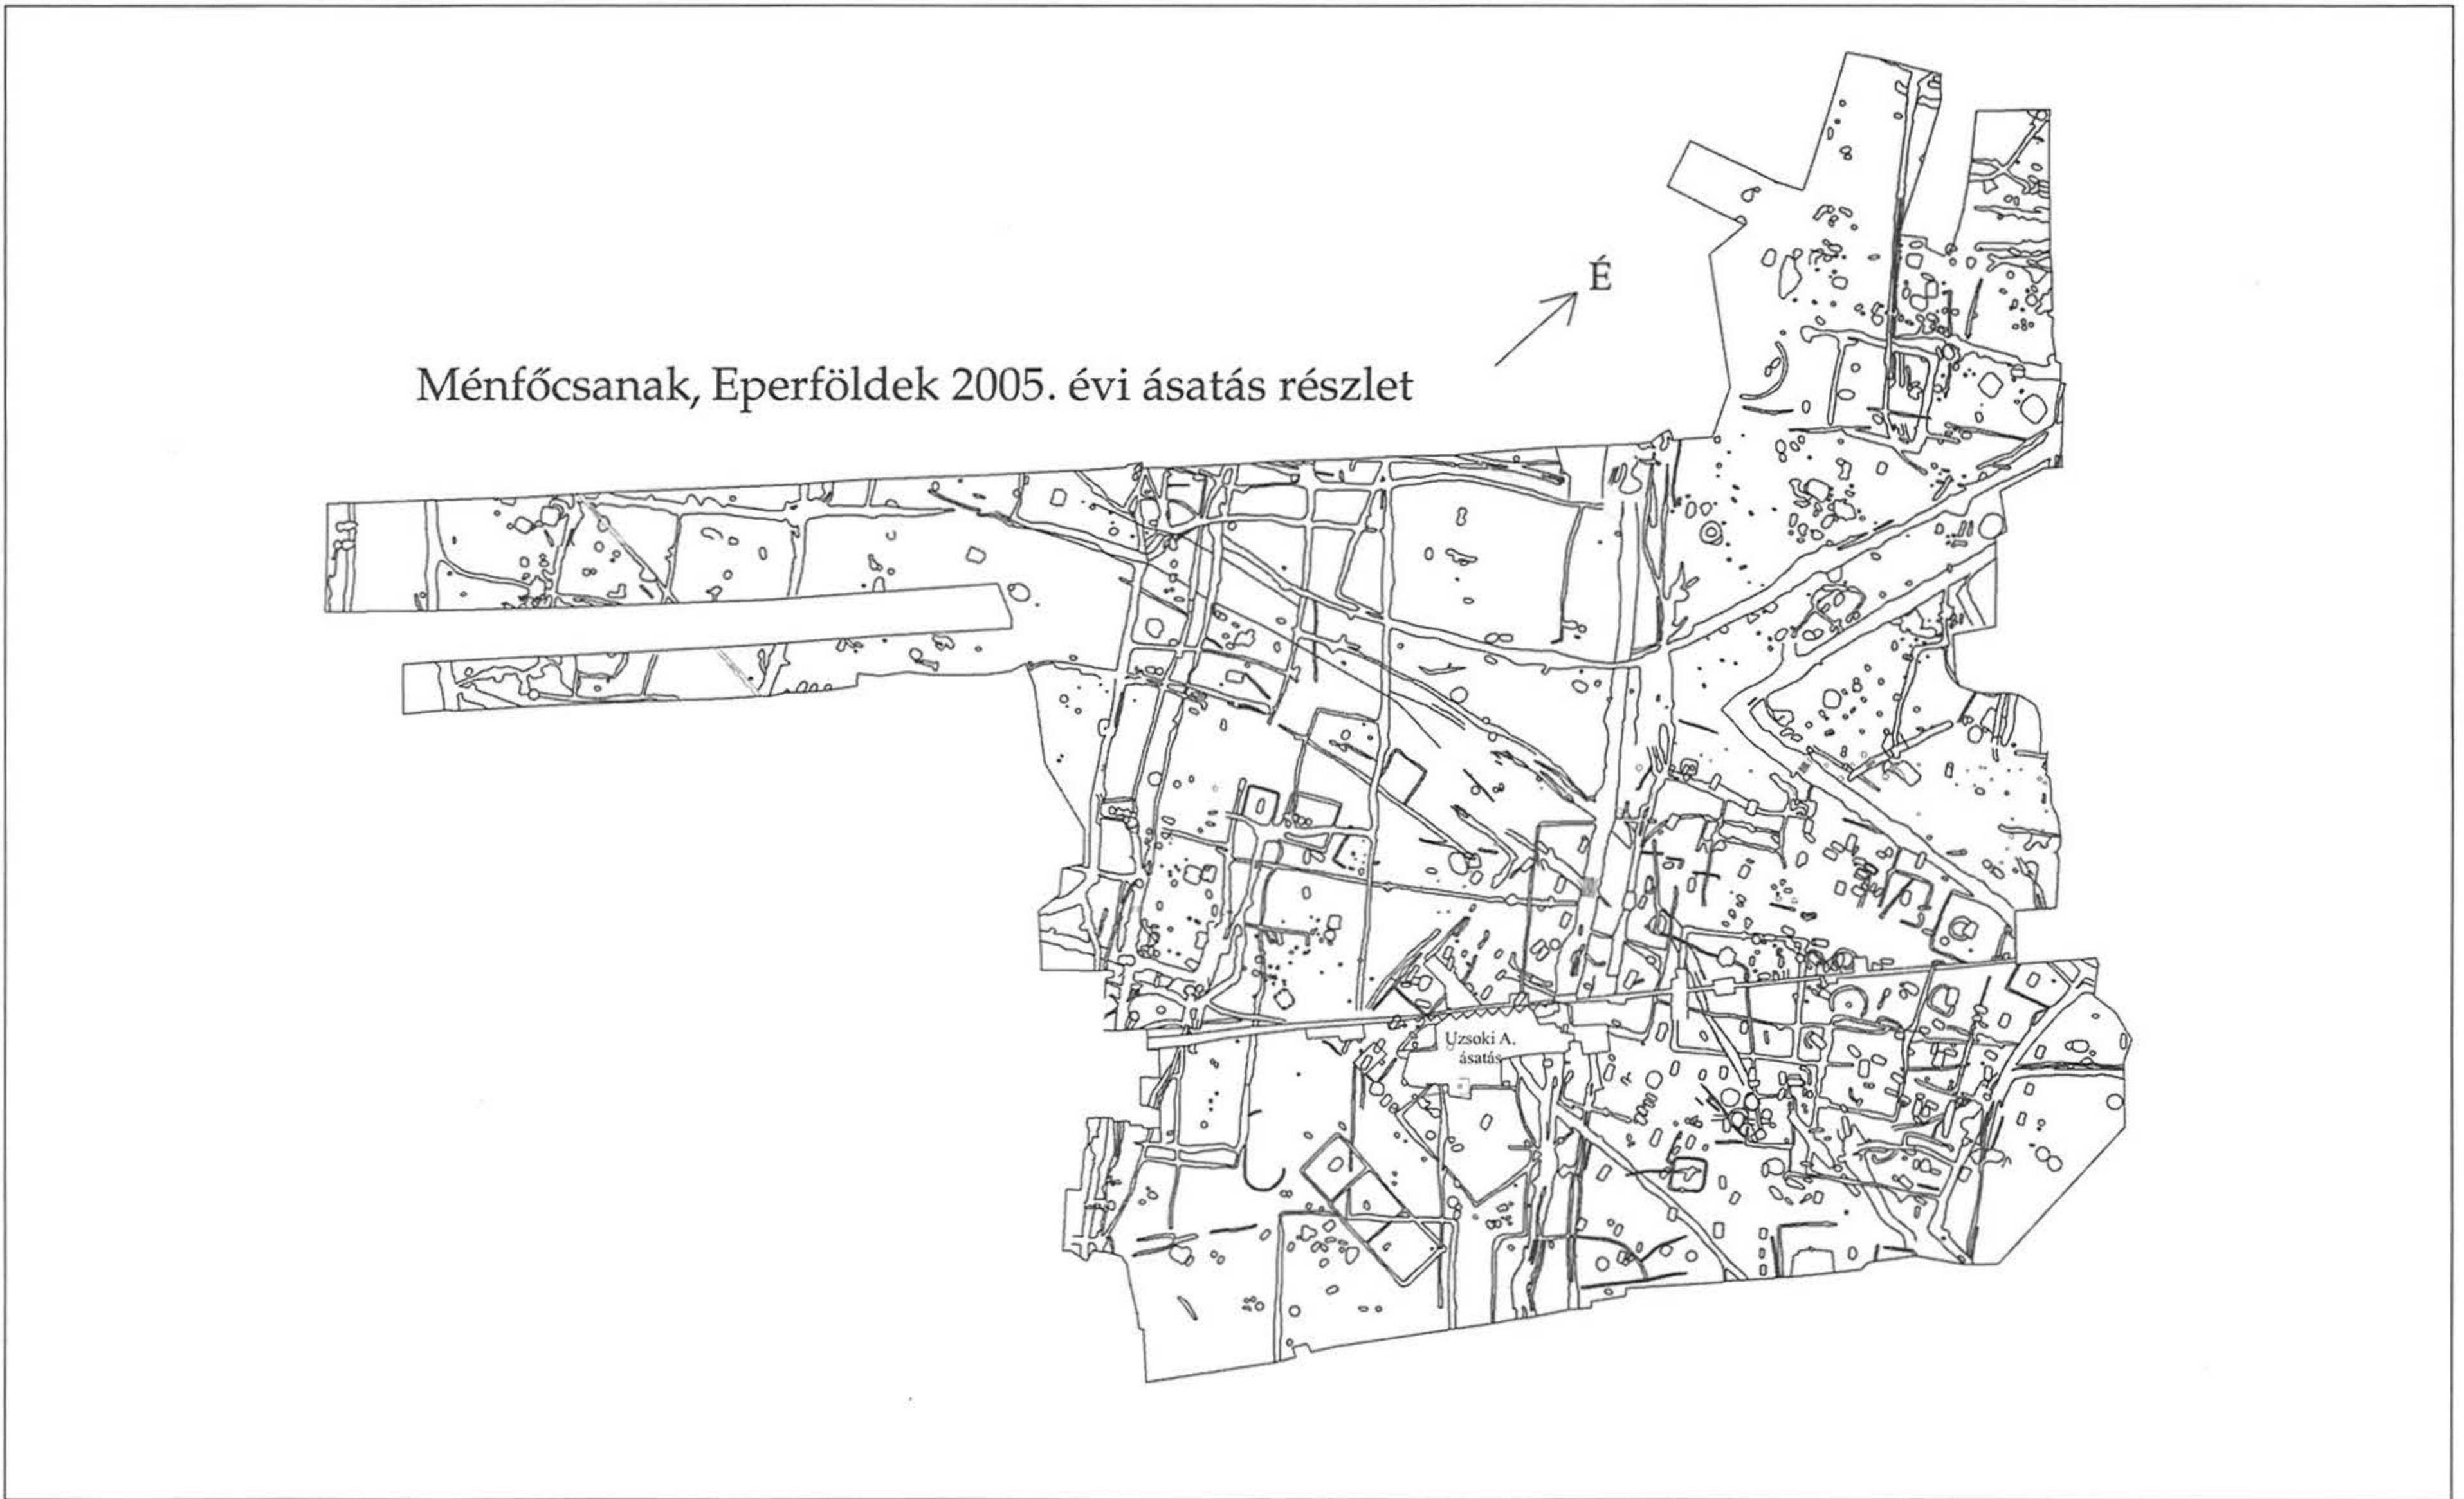 É
Ménfőcsanak, Eperföldek 2005. évi ásatás részlet
Uzsoki A.
ásatás